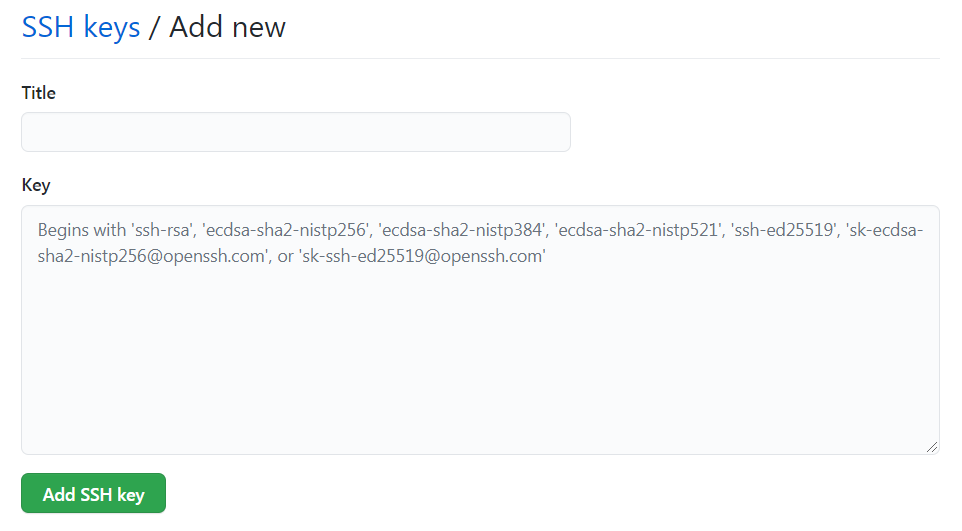 SSH keys / Add new
Title
Key
Begins with 'ssh-rsa', 'ecdsa-sha2-nistp256', 'ecdsa-sha2-nistp384', 'ecdsa-sha2-nistp521', 'ssh-ed25519', 'sk-ecdsa-
sha2-nistp256@openssh.com', or 'sk-ssh-ed25519@openssh.com'
Add SSH key